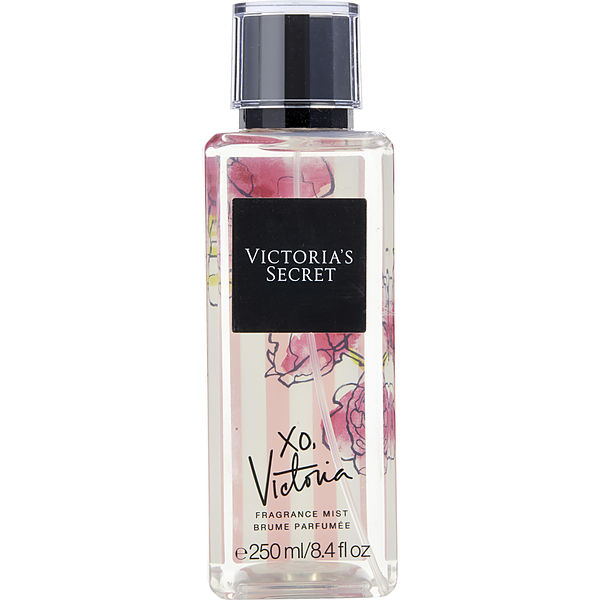 VICTORIA'S
SECRET
XO,
Victoria
FRAGRANCE MIST
BRUME PARFUMÉE
℮250 ml/8.4 fl oz